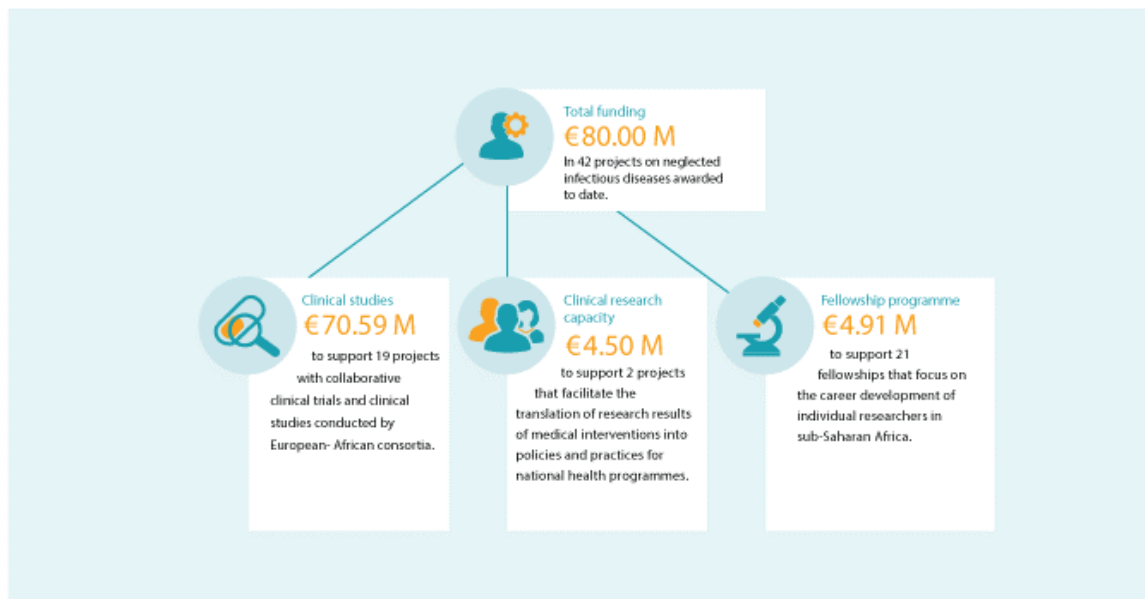 Total funding
€80.00 M
In 42 projects on neglected
infectious diseases awarded
to date.
Clinical studies
€70.59 M
to support 19 projects
with collaborative
clinical trials and clinical
studies conducted by
European- African consortia.
Clinical research
capacity
€4.50 M
to support 2 projects
that facilitate the
translation of research results
of medical interventions into
policies and practices for
national health programmes.
Fellowship programme
€4.91 M
to support 21
fellowships that focus on
the career development of
individual researchers in
sub-Saharan Africa.